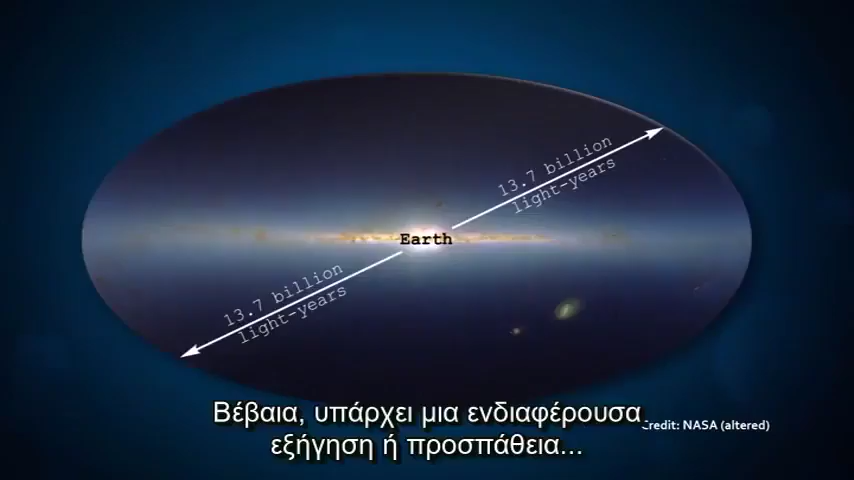 13.7 billion
light-years
Earth
13.7 billion
light-years
Βέβαια, υπάρχει μια ενδιαφέρουσα
εξήγηση ή προσπάθεια...
Credit: NASA (altered)